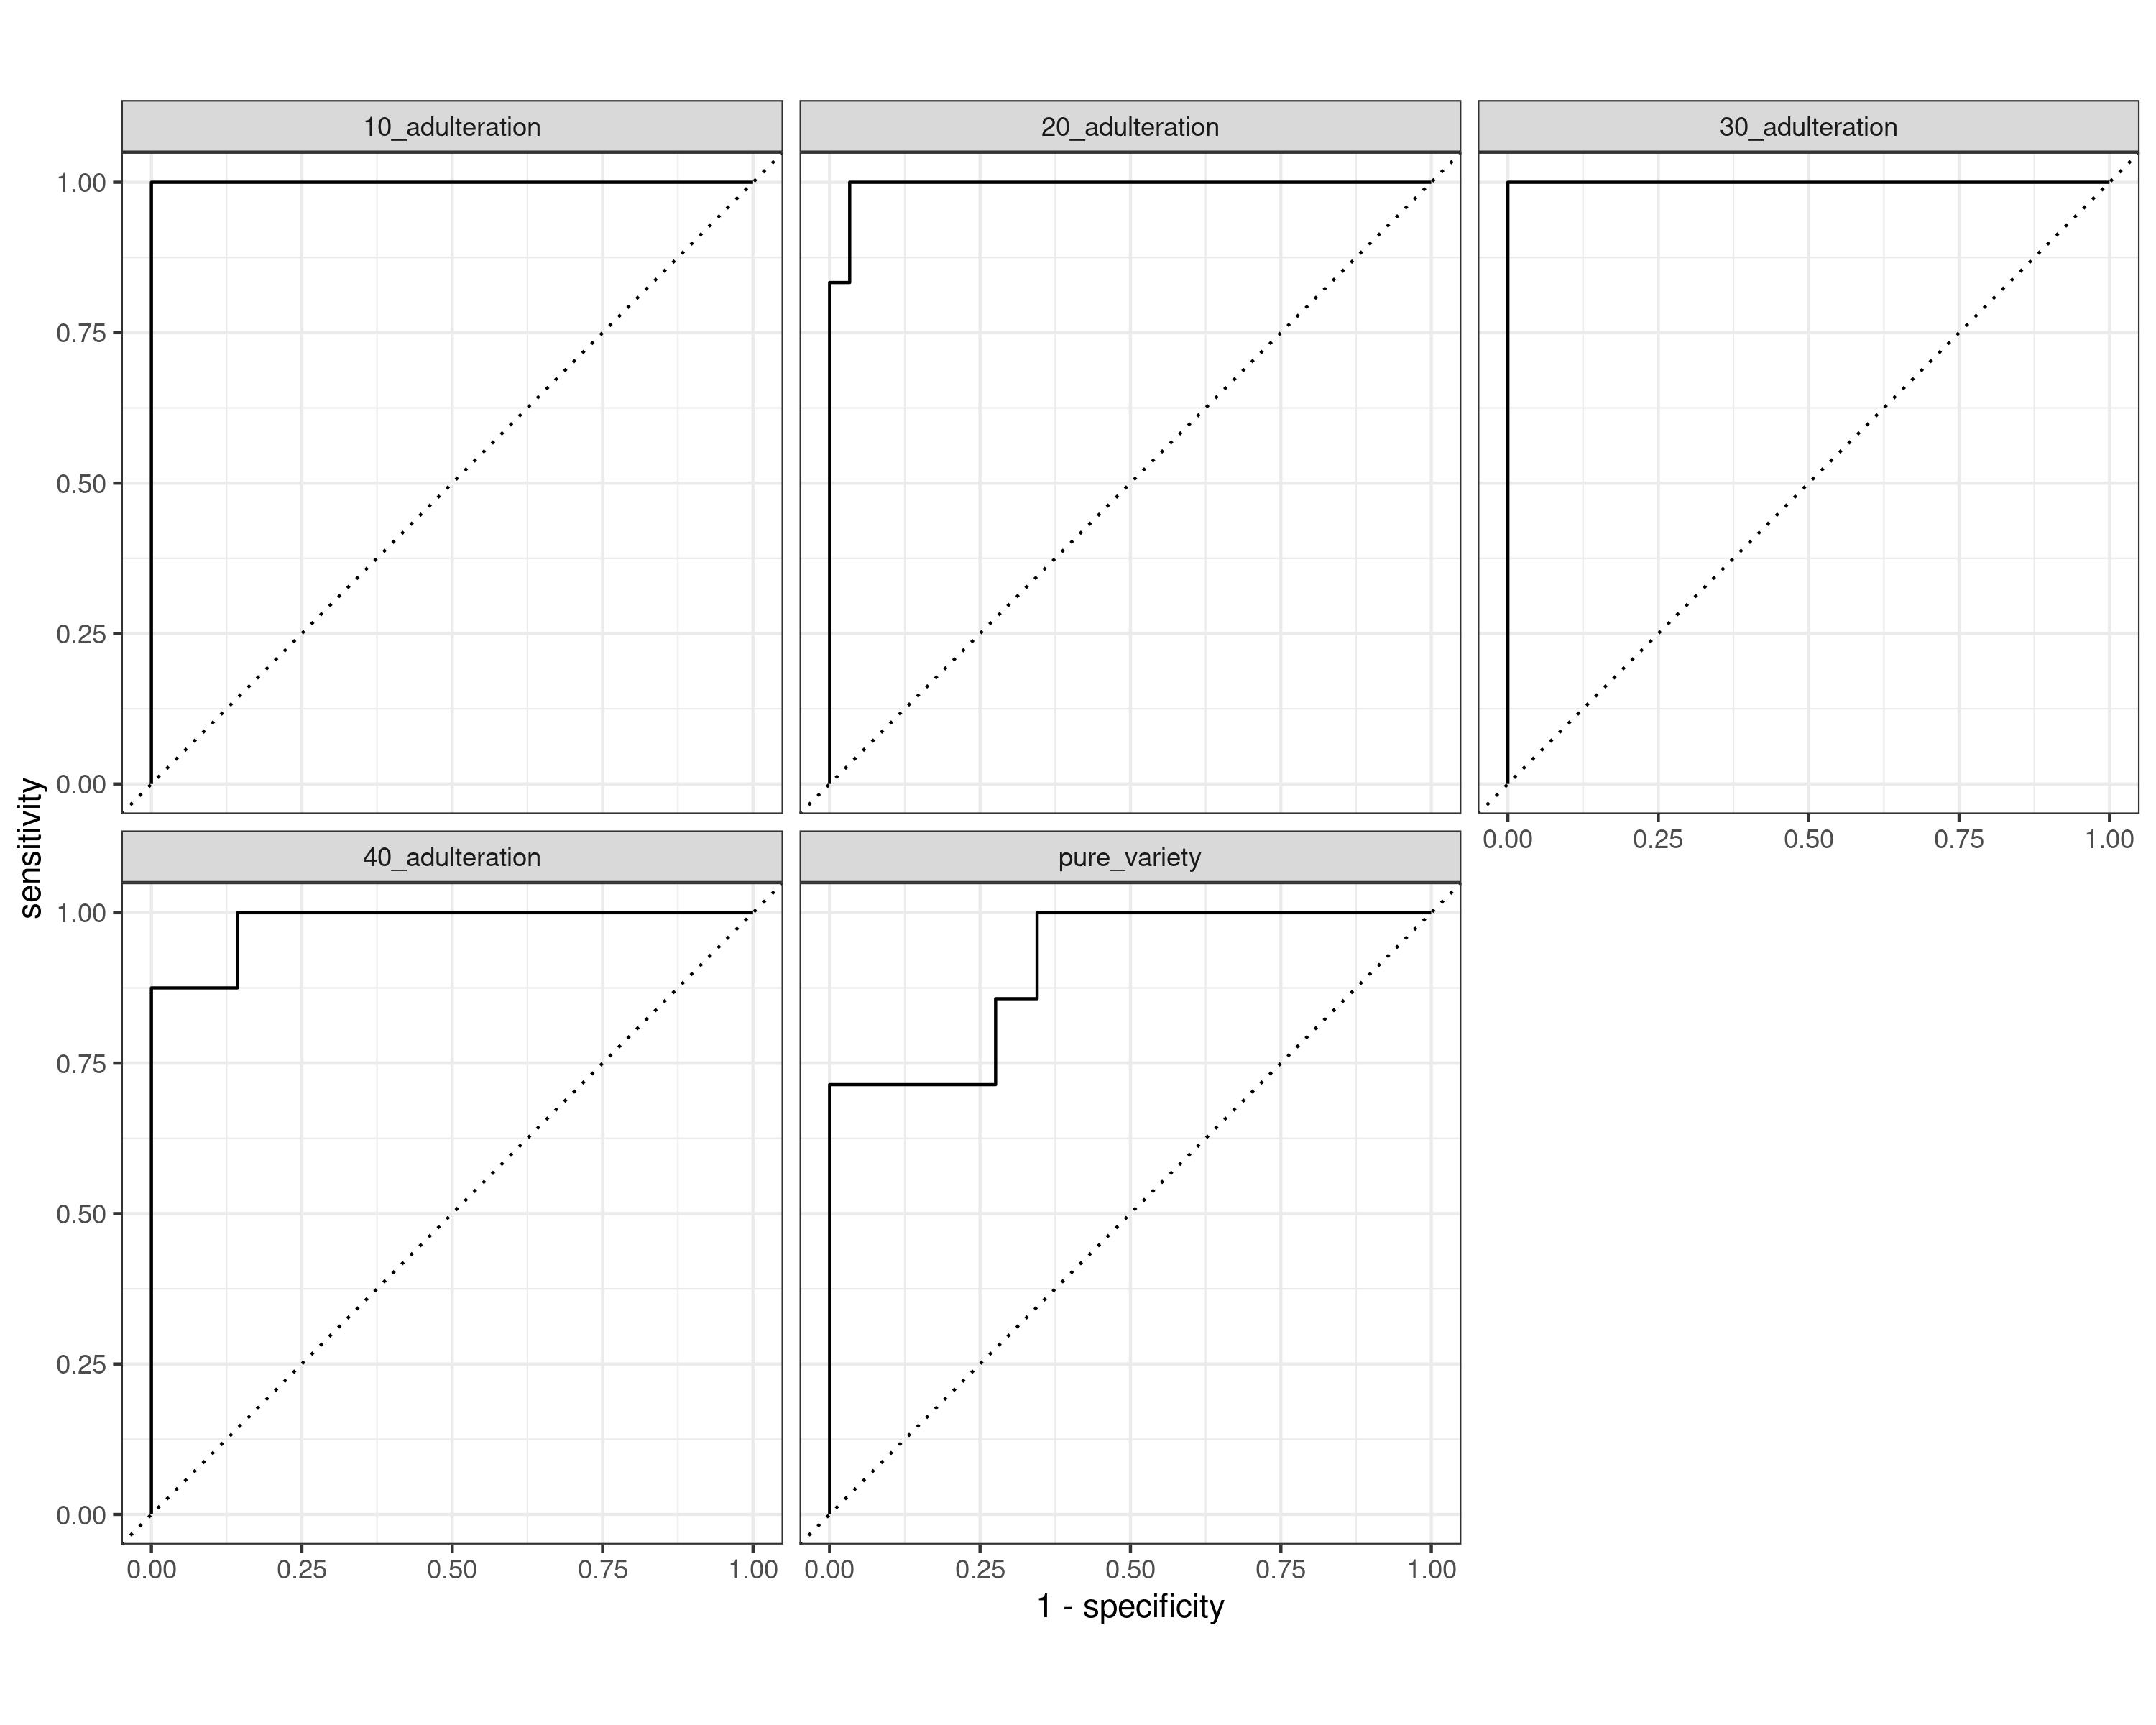 10_adulteration
20_adulteration
30_adulteration
1.00
0.75
0.50
0.25
0.00
0.00 0.25 0.50 0.75 1.00
sensitivity
40_adulteration
pure_variety
1.00
0.75
0.50
0.25
0.00
0.00 0.25 0.50 0.75 1.00
0.00 0.25 0.50 0.75 1.00
1 - specificity